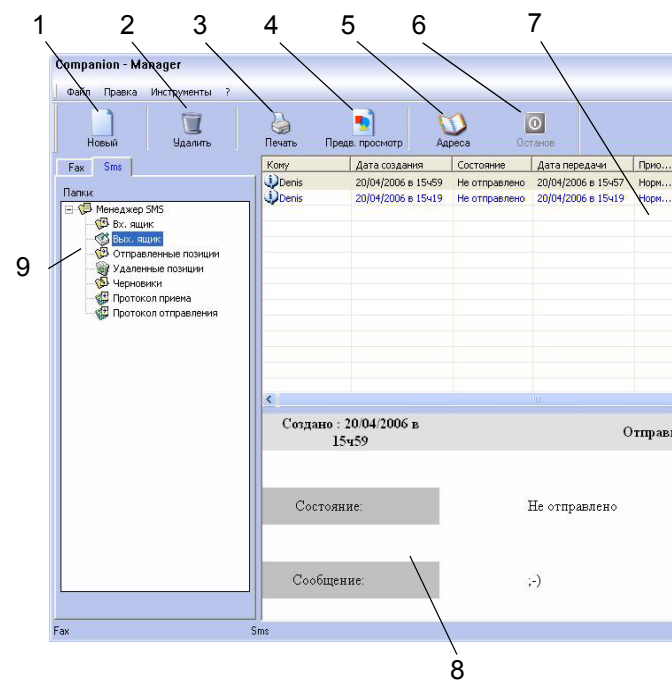 1 2 3 4 5 6 7
Companion - Manager
Файл Правка Инструменты ?
Новый Удалить Печать Предв. просмотр Адреса Останов
Fax Sms
Кому Дата создания Состояние Дата передачи Прио...
Denis 20/04/2006 в 15ч59 Не отправлено 20/04/2006 в 15ч57 Норм...
Denis 20/04/2006 в 15ч19 Не отправлено 20/04/2006 в 15ч19 Норм...
Папки:
Менеджер SMS
Вх. ящик
Вых. ящик
Отправленные позиции
Удаленные позиции
Черновики
Протокол приема
Протокол отправления
9
Создано : 20/04/2006 в
15ч59
Отправ
Состояние: Не отправлено
Сообщение: ;-)
Fax Sms
8